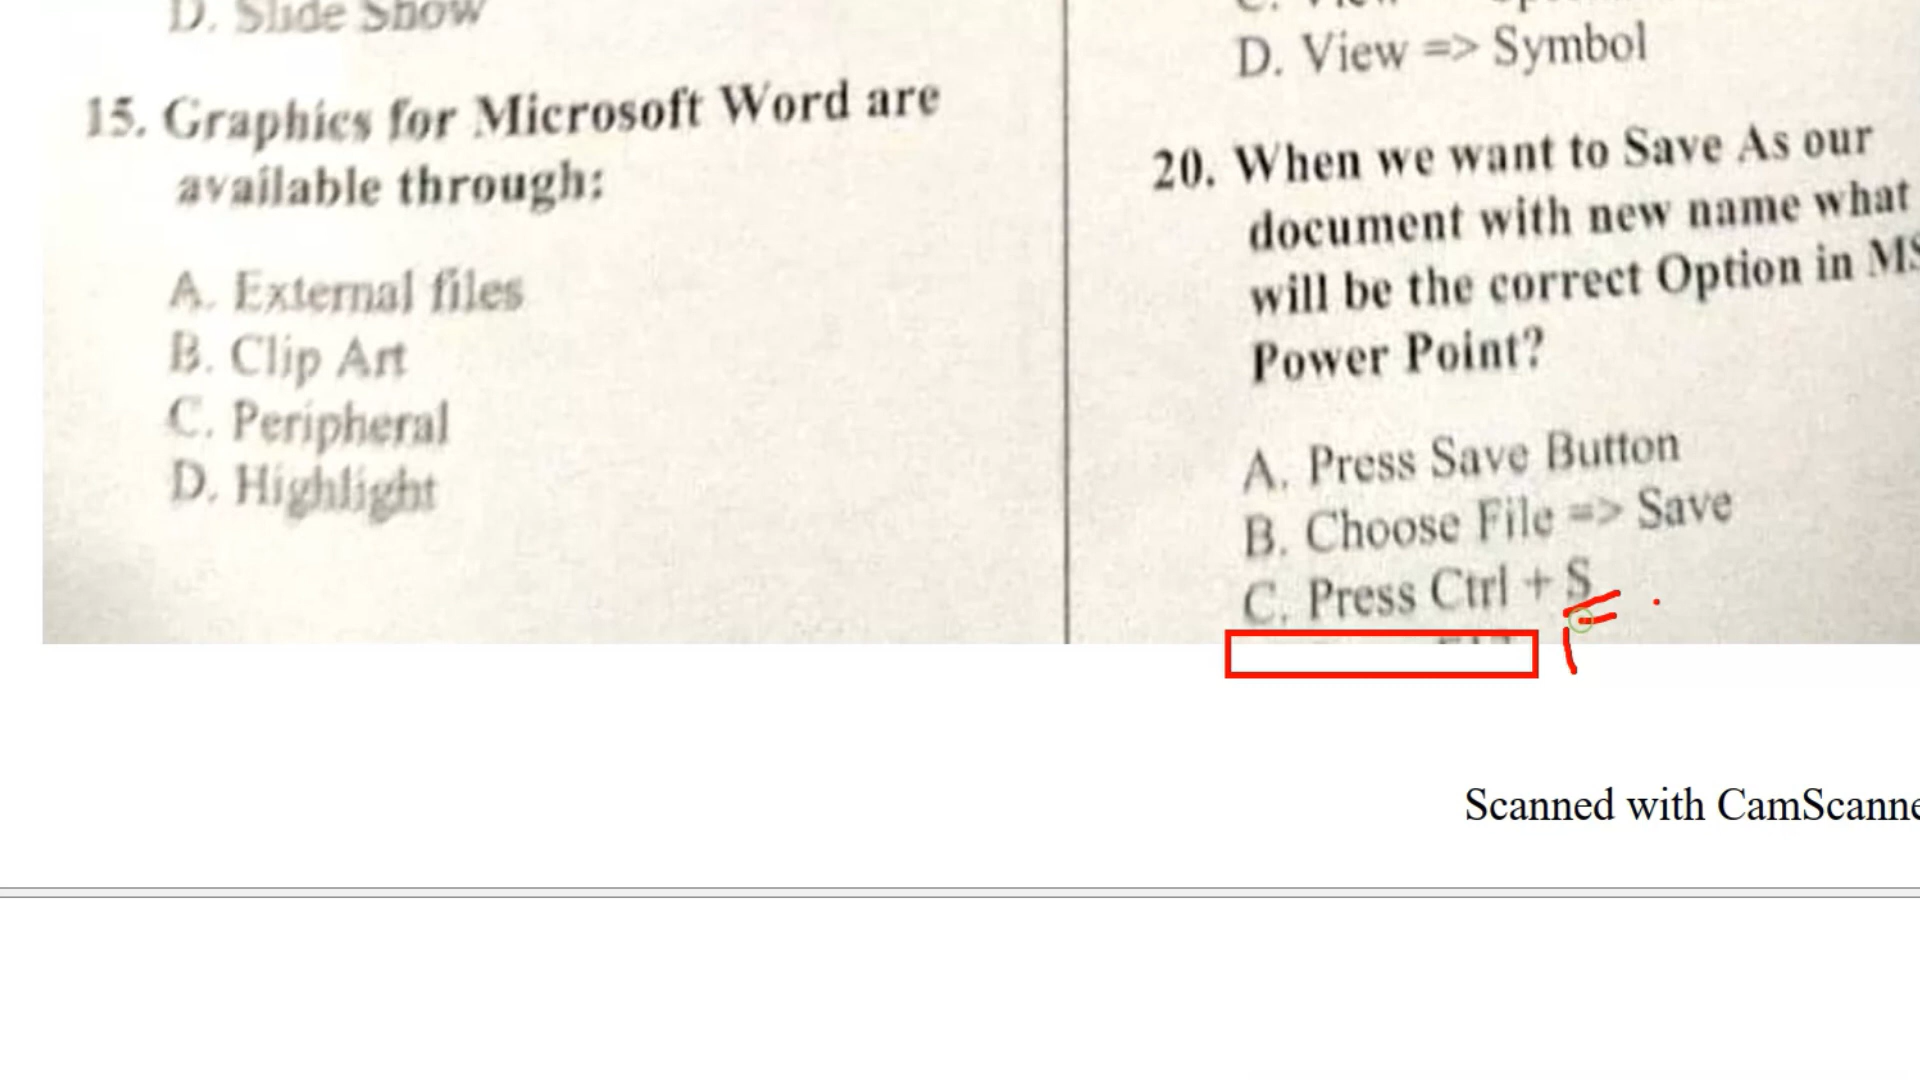 D. Slide Show
15. Graphics for Microsoft Word are
available through:
A. External files
B. Clip Art
C. Peripheral
D. Highlight
D. View => Symbol
20. When we want to Save As our
document with new name what
will be the correct Option in MS
Power Point?
A. Press Save Button
B. Choose File => Save
C. Press Ctrl + S
Scanned with CamScanne